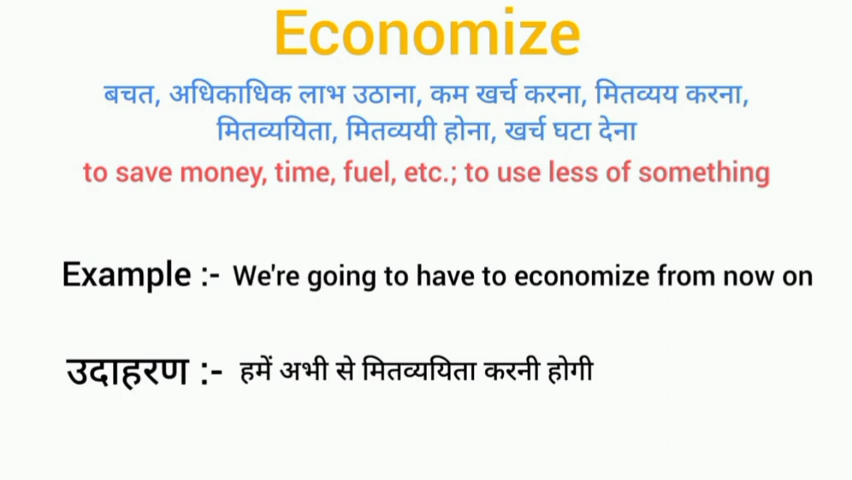 Economize
बचत, अधिकाधिक लाभ उठाना, कम खर्च करना, मितव्यय करना,
मितव्ययिता, मितव्ययी होना, खर्च घटा देना
to save money, time, fuel, etc.; to use less of something
Example :- We're going to have to economize from now on
उदाहरण :- हमें अभी से मितव्ययिता करनी होगी